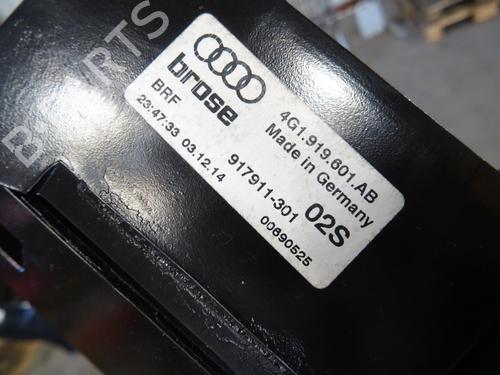 brose
4G1.919.601.AB
Made in Germany
BRF
917911-301 02S
23:47:33 03.12.14
00690525
PARTS